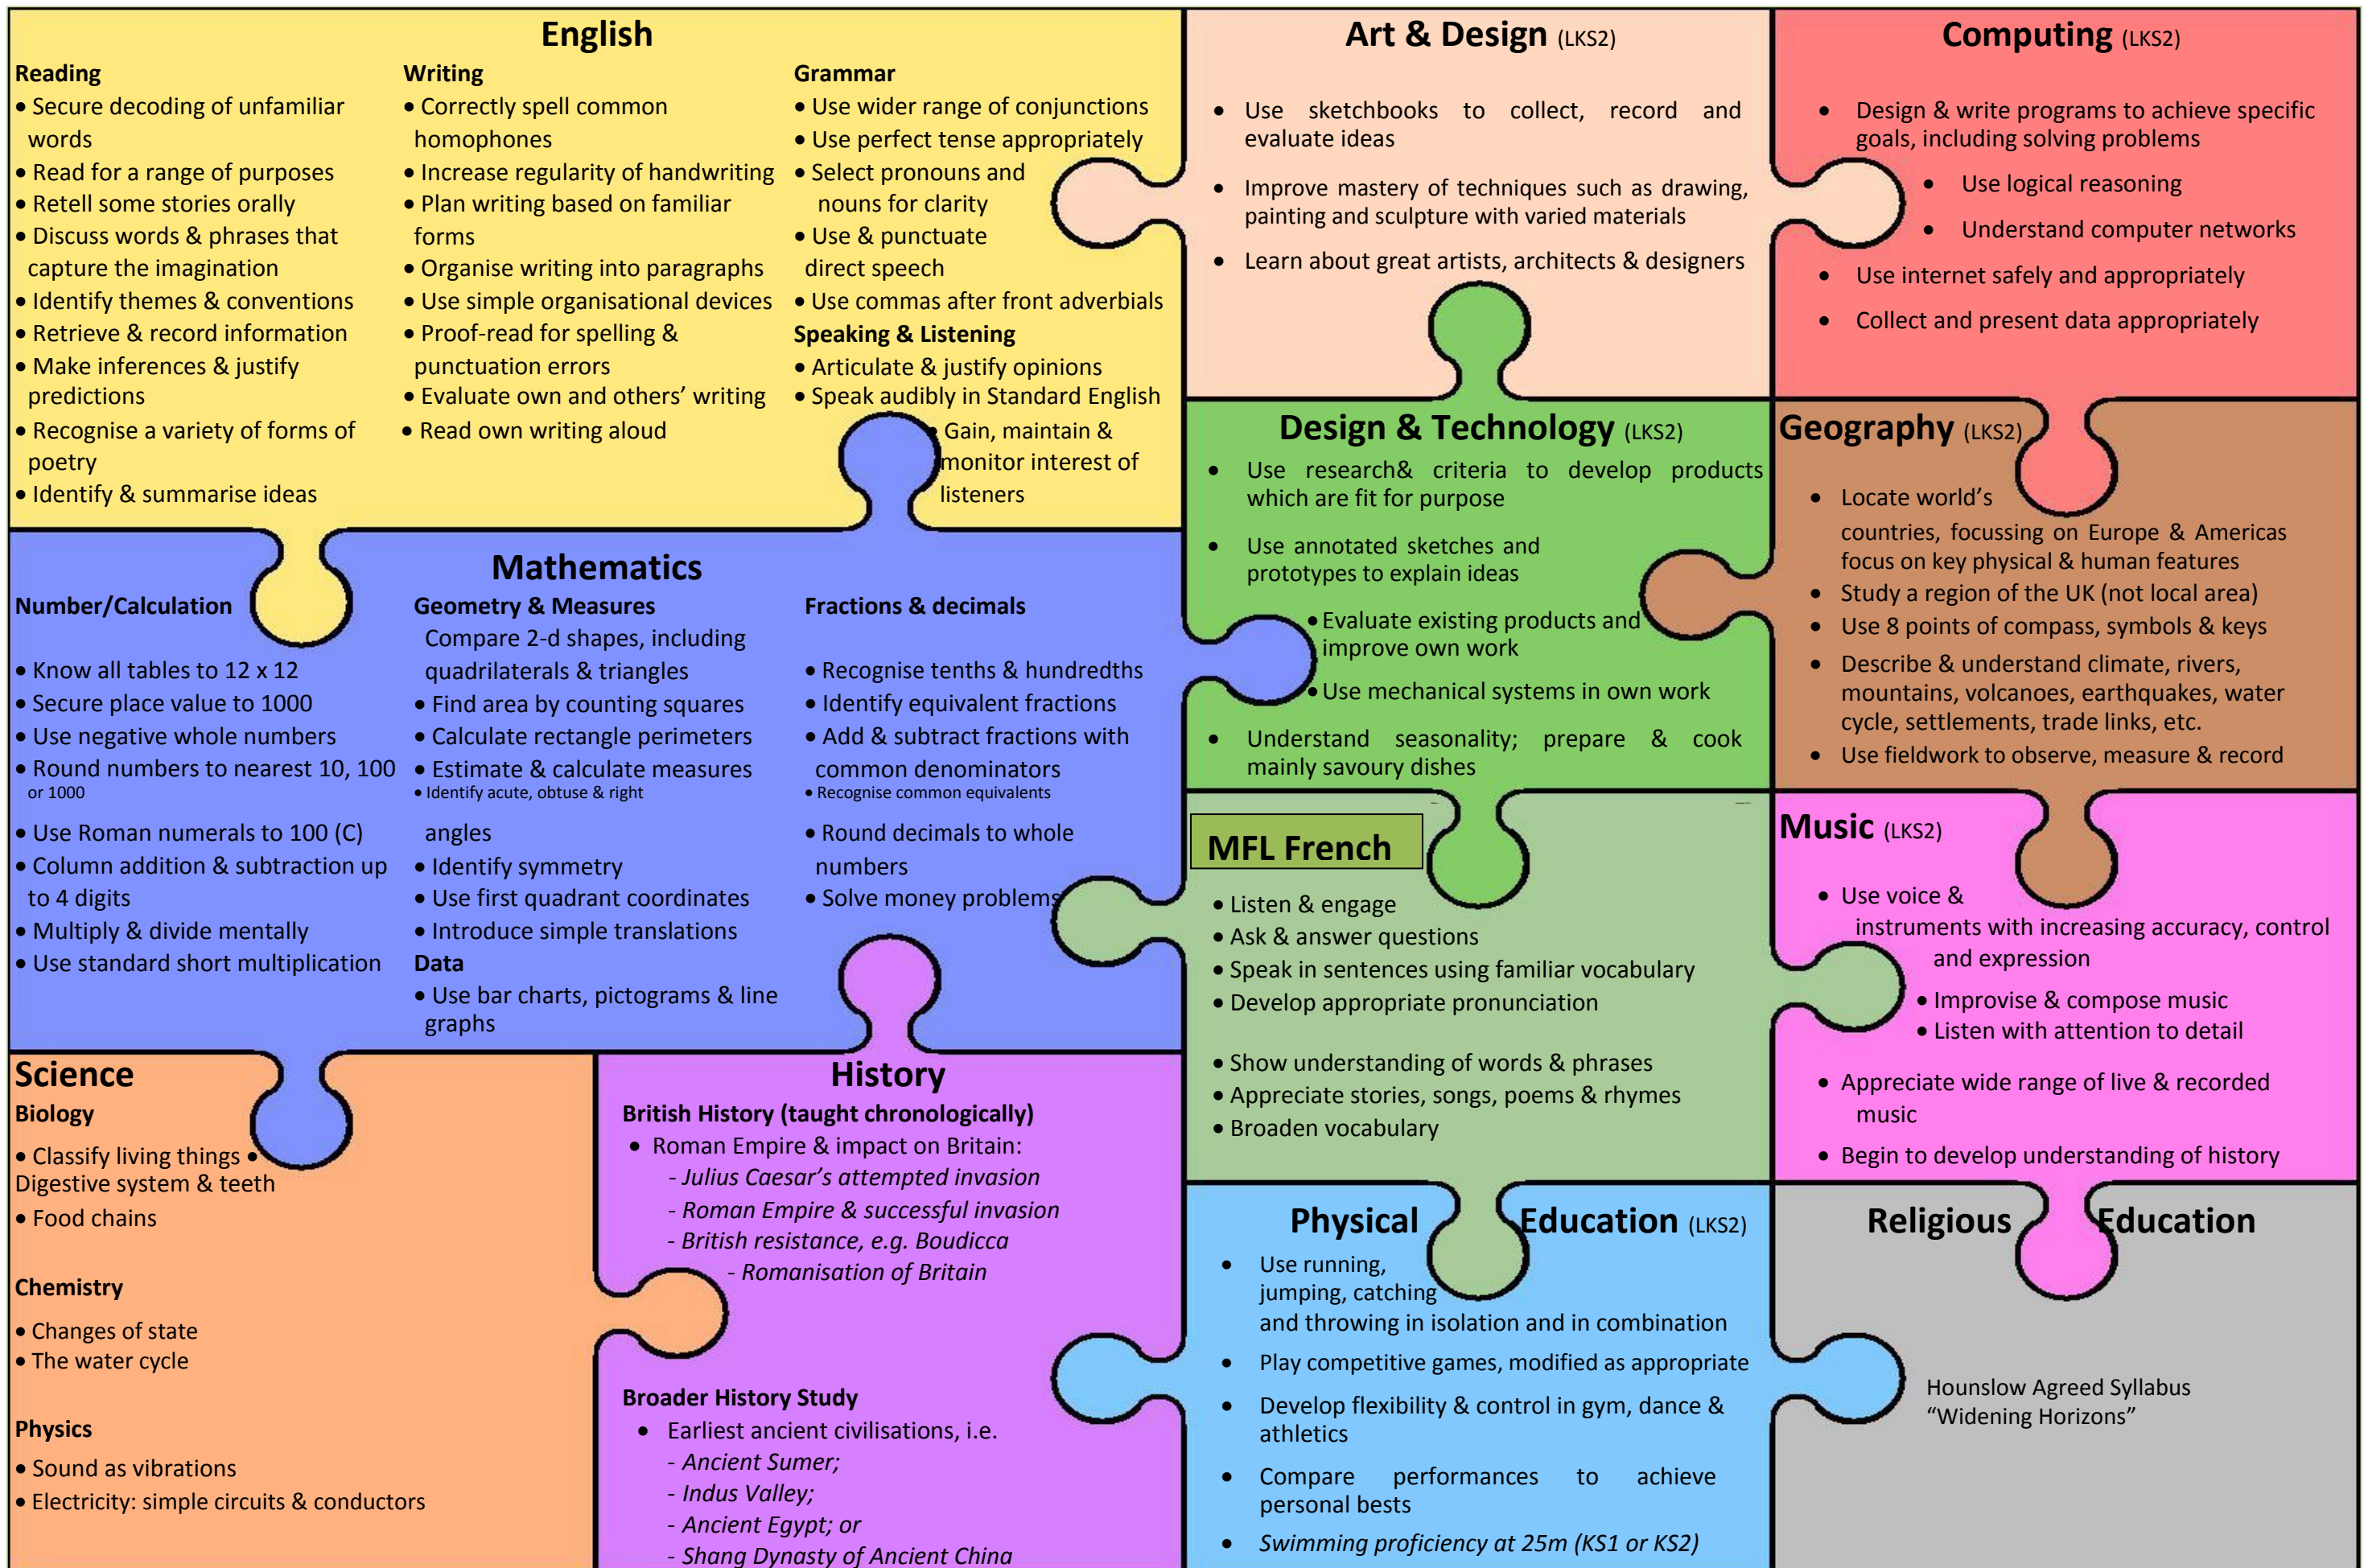 English
Reading
• Secure decoding of unfamiliar
words
• Read for a range of purposes
• Retell some stories orally
• Discuss words & phrases that
capture the imagination
• Identify themes & conventions
• Retrieve & record information
• Make inferences & justify
predictions
• Recognise a variety of forms of
poetry
• Identify & summarise ideas
Writing
• Correctly spell common
homophones
• Increase regularity of handwriting
• Plan writing based on familiar
forms
• Organise writing into paragraphs
• Use simple organisational devices
• Proof-read for spelling &
punctuation errors
• Evaluate own and others’ writing
• Read own writing aloud
Grammar
• Use wider range of conjunctions
• Use perfect tense appropriately
• Select pronouns and
nouns for clarity
• Use & punctuate
direct speech
• Use commas after front adverbials
Speaking & Listening
• Articulate & justify opinions
• Speak audibly in Standard English
• Gain, maintain &
monitor interest of
listeners
Art & Design (LKS2)
• Use sketchbooks to collect, record and
evaluate ideas
• Improve mastery of techniques such as drawing,
painting and sculpture with varied materials
• Learn about great artists, architects & designers
Computing (LKS2)
• Design & write programs to achieve specific
goals, including solving problems
• Use logical reasoning
• Understand computer networks
• Use internet safely and appropriately
• Collect and present data appropriately
Design & Technology (LKS2)
• Use research& criteria to develop products
which are fit for purpose
• Use annotated sketches and
prototypes to explain ideas
• Evaluate existing products and
improve own work
• Use mechanical systems in own work
• Understand seasonality; prepare & cook
mainly savoury dishes
Geography (LKS2)
• Locate world’s
countries, focussing on Europe & Americas
focus on key physical & human features
• Study a region of the UK (not local area)
• Use 8 points of compass, symbols & keys
• Describe & understand climate, rivers,
mountains, volcanoes, earthquakes, water
cycle, settlements, trade links, etc.
• Use fieldwork to observe, measure & record
Mathematics
Number/Calculation
• Know all tables to 12 x 12
• Secure place value to 1000
• Use negative whole numbers
• Round numbers to nearest 10, 100
or 1000
• Use Roman numerals to 100 (C)
• Column addition & subtraction up
to 4 digits
• Multiply & divide mentally
• Use standard short multiplication
Geometry & Measures
Compare 2-d shapes, including
quadrilaterals & triangles
• Find area by counting squares
• Calculate rectangle perimeters
• Estimate & calculate measures
• Identify acute, obtuse & right
angles
• Identify symmetry
• Use first quadrant coordinates
• Introduce simple translations
Data
• Use bar charts, pictograms & line
graphs
Fractions & decimals
• Recognise tenths & hundredths
• Identify equivalent fractions
• Add & subtract fractions with
common denominators
• Recognise common equivalents
• Round decimals to whole
numbers
• Solve money problems
MFL French
• Listen & engage
• Ask & answer questions
• Speak in sentences using familiar vocabulary
• Develop appropriate pronunciation
• Show understanding of words & phrases
• Appreciate stories, songs, poems & rhymes
• Broaden vocabulary
Music (LKS2)
• Use voice &
instruments with increasing accuracy, control
and expression
• Improvise & compose music
• Listen with attention to detail
• Appreciate wide range of live & recorded
music
• Begin to develop understanding of history
Science
Biology
• Classify living things •
Digestive system & teeth
• Food chains
Chemistry
• Changes of state
• The water cycle
Physics
• Sound as vibrations
• Electricity: simple circuits & conductors
History
British History (taught chronologically)
• Roman Empire & impact on Britain:
- Julius Caesar’s attempted invasion
- Roman Empire & successful invasion
- British resistance, e.g. Boudicca
- Romanisation of Britain
Broader History Study
• Earliest ancient civilisations, i.e.
- Ancient Sumer;
- Indus Valley;
- Ancient Egypt; or
- Shang Dynasty of Ancient China
Physical Education (LKS2)
• Use running,
jumping, catching
and throwing in isolation and in combination
• Play competitive games, modified as appropriate
• Develop flexibility & control in gym, dance &
athletics
• Compare performances to achieve
personal bests
• Swimming proficiency at 25m (KS1 or KS2)
Religious Education
Hounslow Agreed Syllabus
“Widening Horizons”